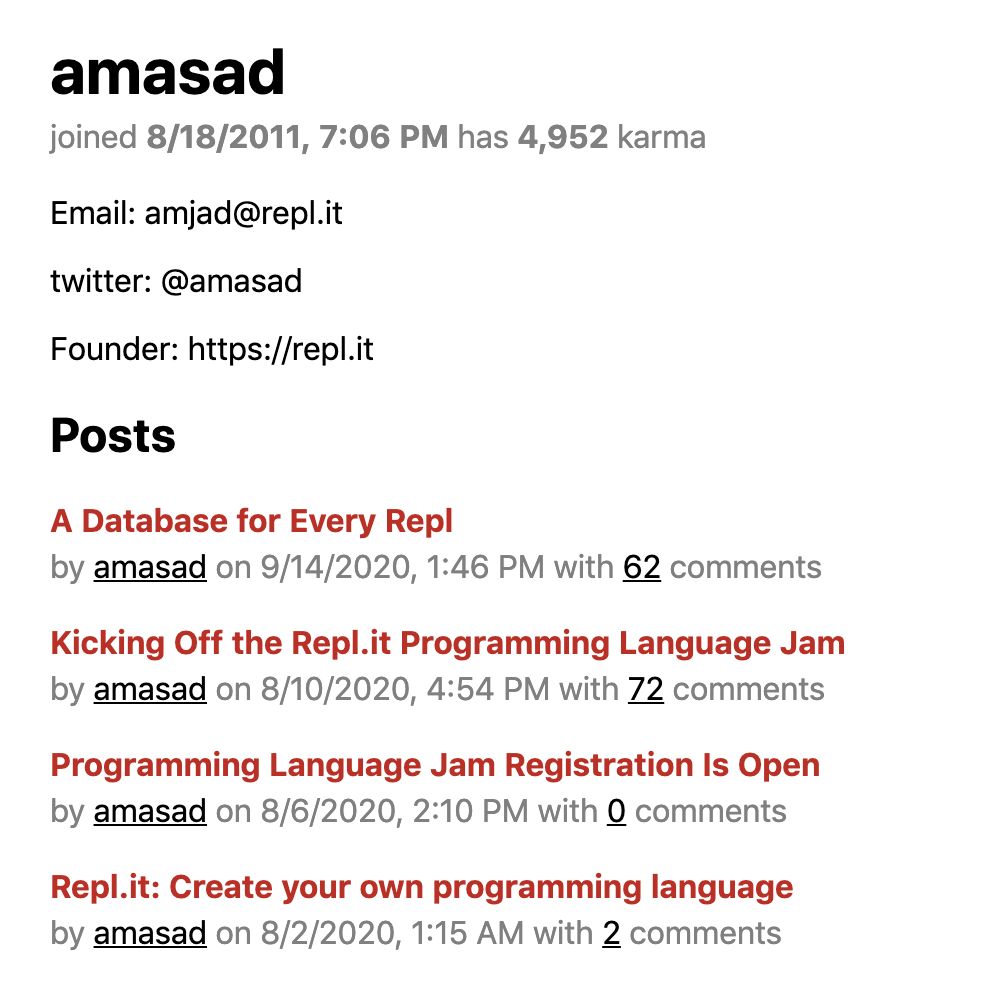 amasad
joined 8/18/2011, 7:06 PM has 4,952 karma
Email: amjad@repl.it
twitter: @amasad
Founder: https://repl.it
Posts
A Database for Every Repl
by amasad on 9/14/2020, 1:46 PM with 62 comments
Kicking Off the Repl.it Programming Language Jam
by amasad on 8/10/2020, 4:54 PM with 72 comments
Programming Language Jam Registration Is Open
by amasad on 8/6/2020, 2:10 PM with 0 comments
Repl.it: Create your own programming language
by amasad on 8/2/2020, 1:15 AM with 2 comments